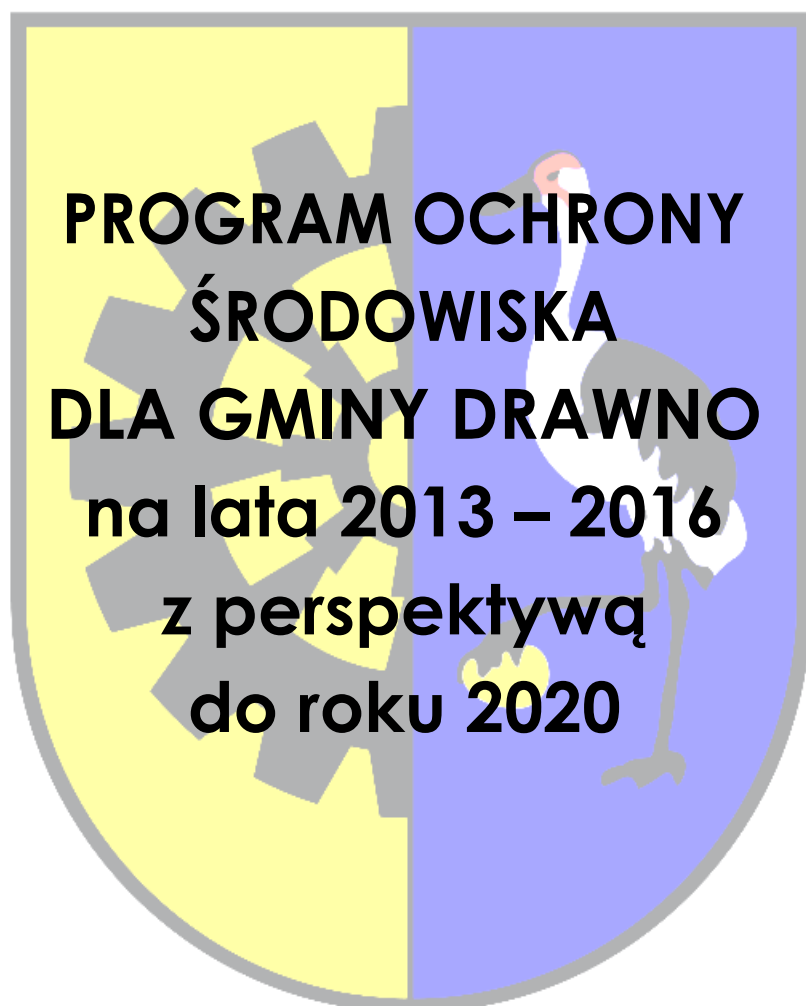 PROGRAM OCHRONY
ŚRODOWISKA
DLA GMINY DRAWNO
na lata 2013 – 2016
z perspektywą
do roku 2020